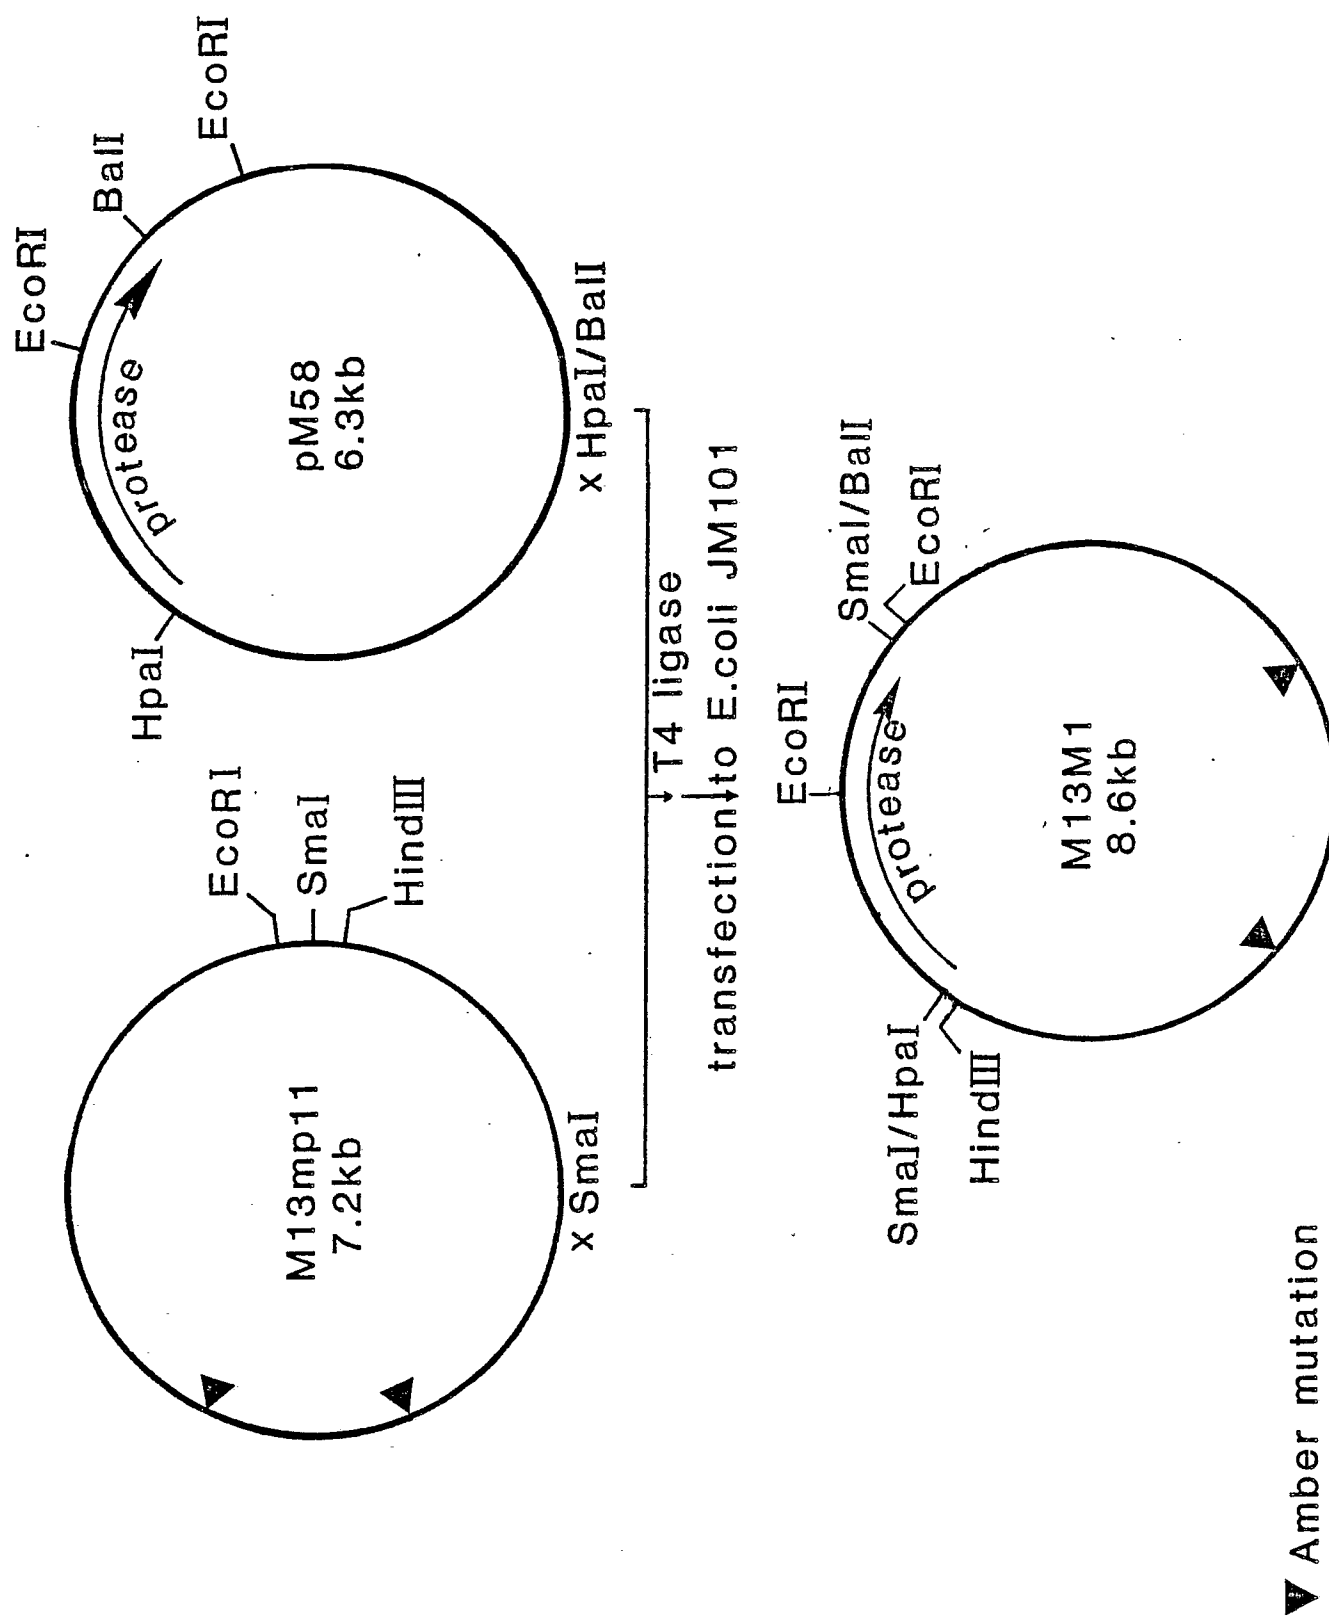 EcoRI
SmaI
HindIII
M13mp11
7.2kb
x SmaI
HpaI
EcoRI
BalI
EcoRI
protease
pM58
6.3kb
x HpaI/BalI
T4 ligase
transfection to E.coli JM101
SmaI/HpaI
HindIII
EcoRI
SmaI/BalI
EcoRI
protease
M13M1
8.6kb
▼ Amber mutation